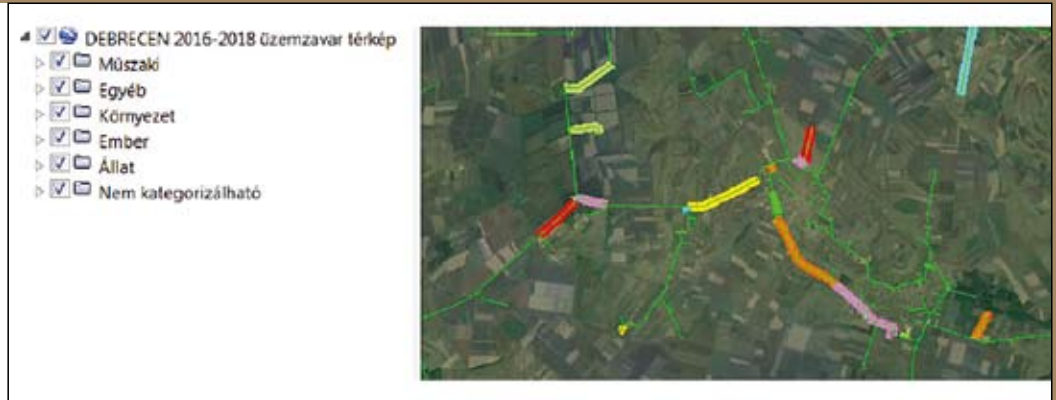 DEBRECEN 2016-2018 üzemzavar térkép
Műszaki
Egyéb
Környezet
Ember
Állat
Nem kategorizálható